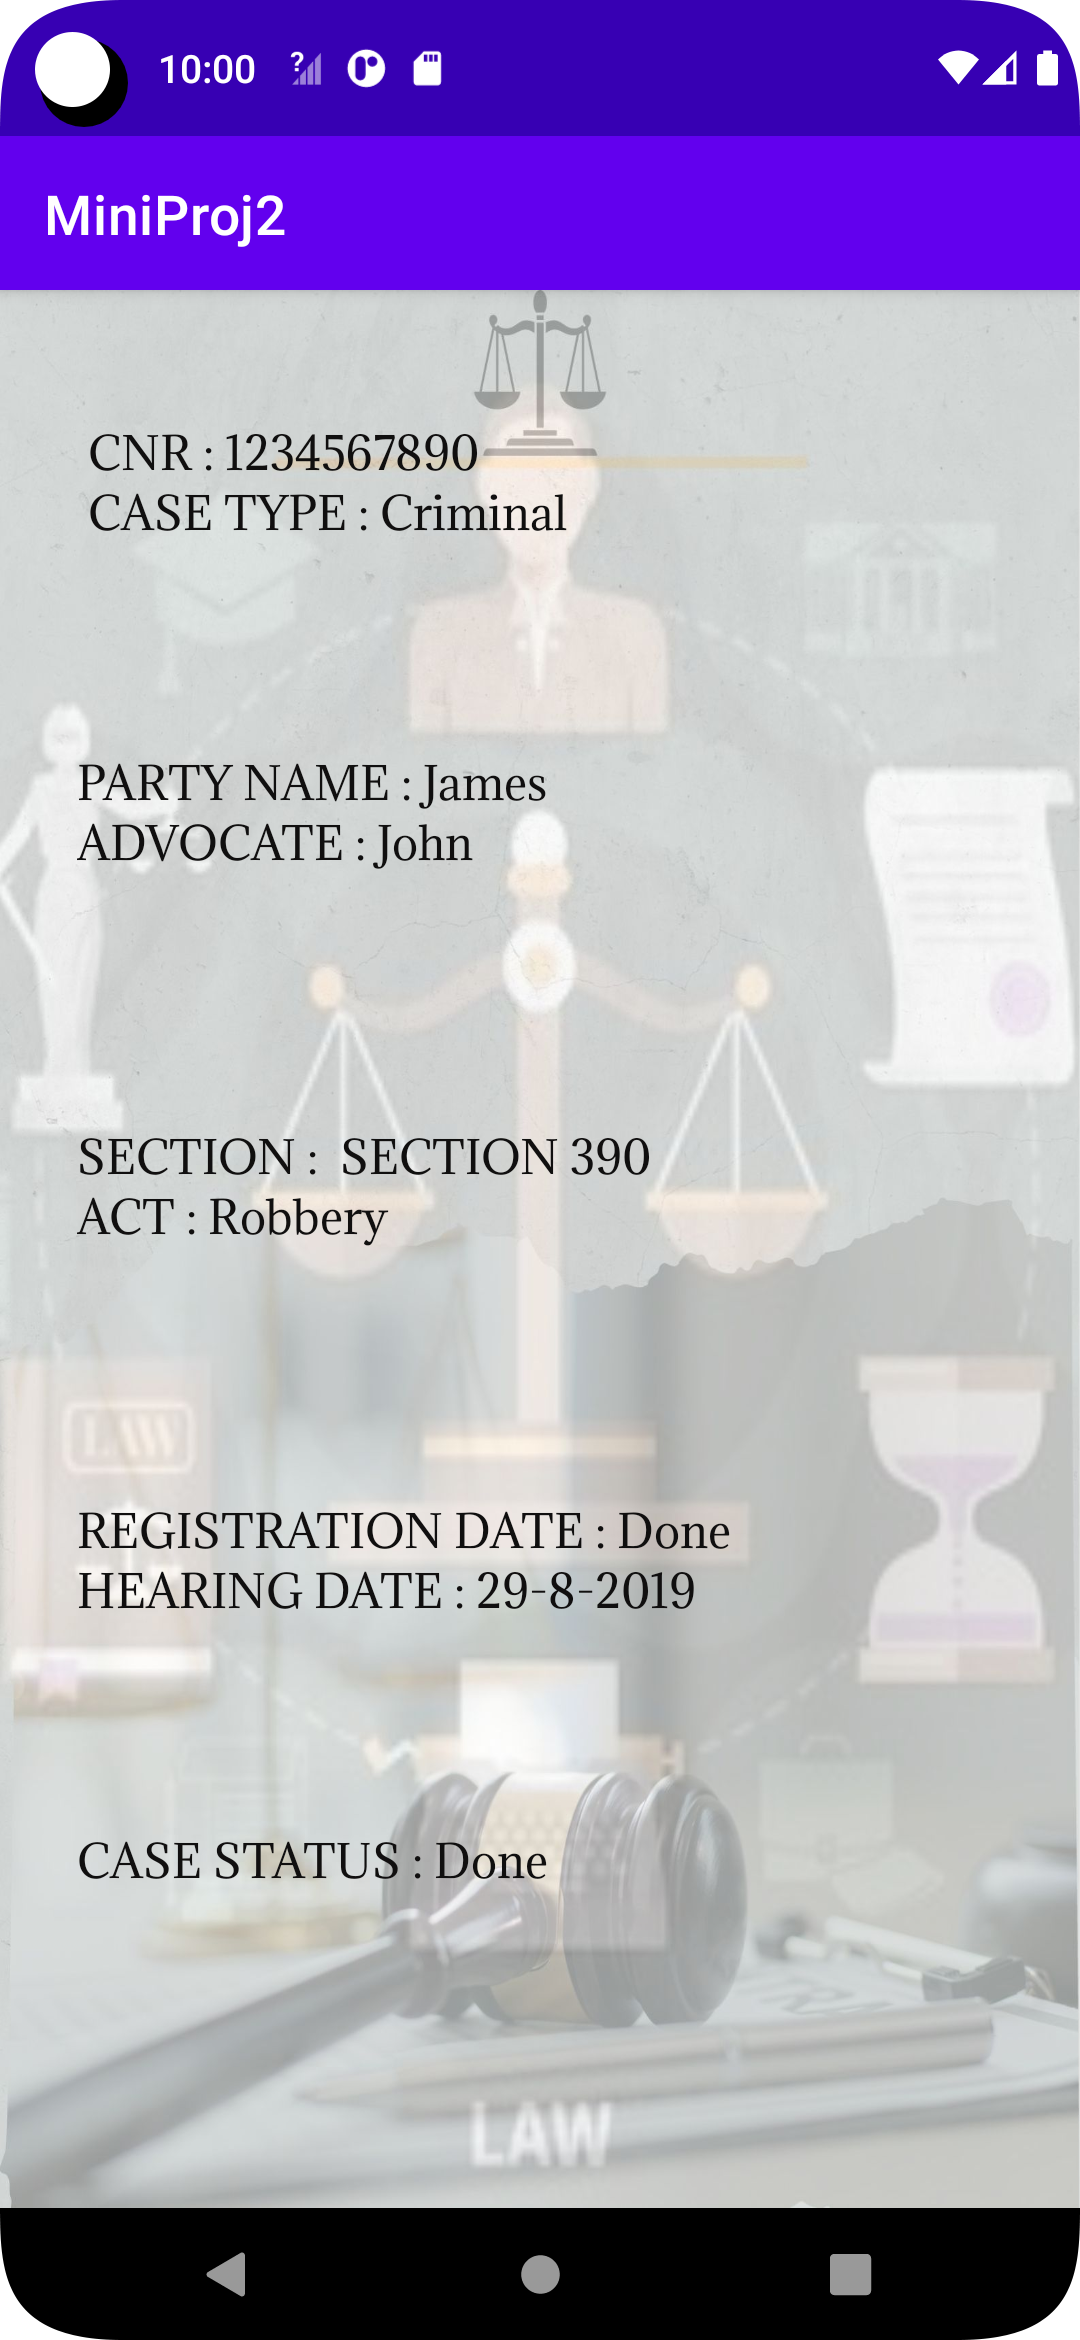 10:00
MiniProj2
CNR : 1234567890
CASE TYPE : Criminal
PARTY NAME : James
ADVOCATE : John
SECTION :  SECTION 390
ACT : Robbery
LAW
REGISTRATION DATE : Done
HEARING DATE : 29-8-2019
CASE STATUS : Done
LAW